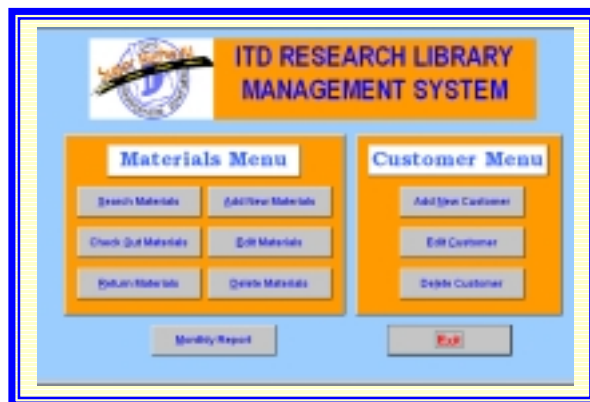 ITD RESEARCH LIBRARY
MANAGEMENT SYSTEM
Materials Menu
Customer Menu
Search Materials
Add New Materials
Add New Customer
Check Out Materials
Edit Materials
Edit Customer
Return Materials
Delete Materials
Delete Customer
Monthly Report
Exit